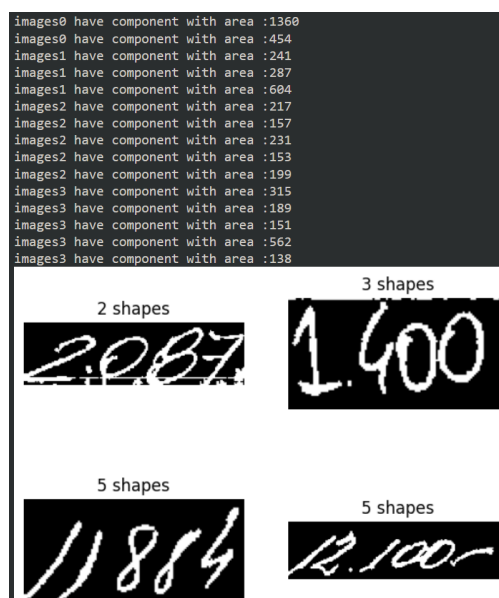 images0 have component with area :1360
images0 have component with area :454
images1 have component with area :241
images1 have component with area :287
images1 have component with area :604
images2 have component with area :217
images2 have component with area :157
images2 have component with area :231
images2 have component with area :153
images2 have component with area :199
images3 have component with area :315
images3 have component with area :189
images3 have component with area :151
images3 have component with area :562
images3 have component with area :138
2 shapes
3 shapes
2.087
1.400
5 shapes
5 shapes
11884
12.100-